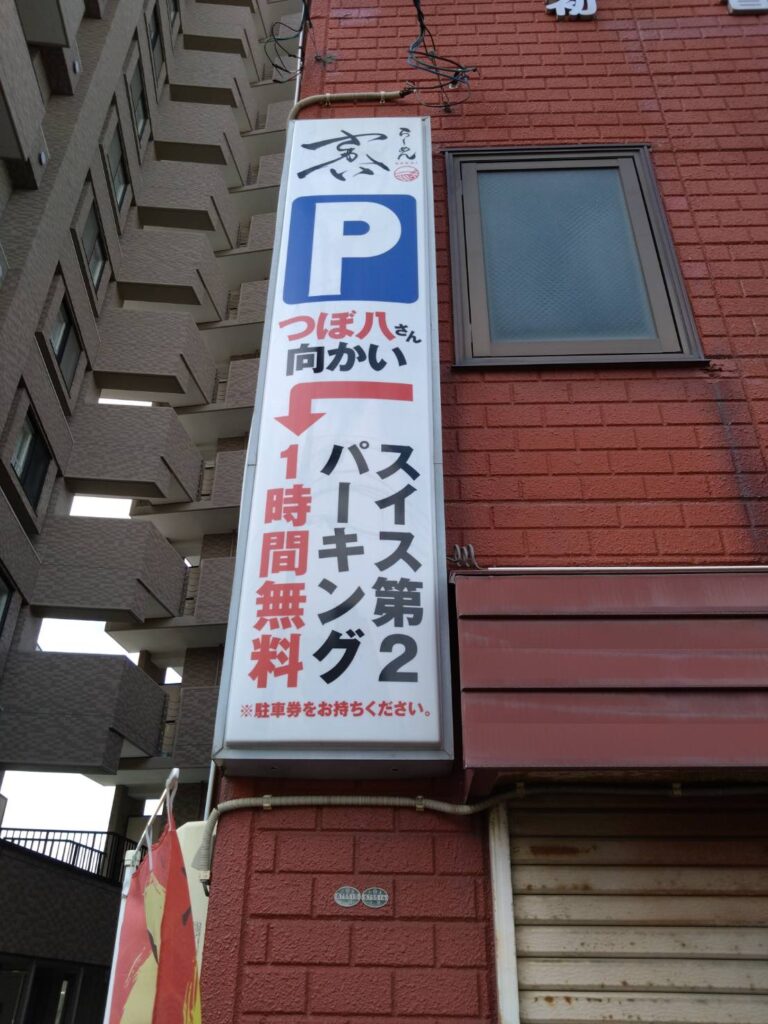 らーめん
P
つぼ八さん
向かい
スイス第2
パーキング
1時間無料
※駐車券をお持ちください。
初